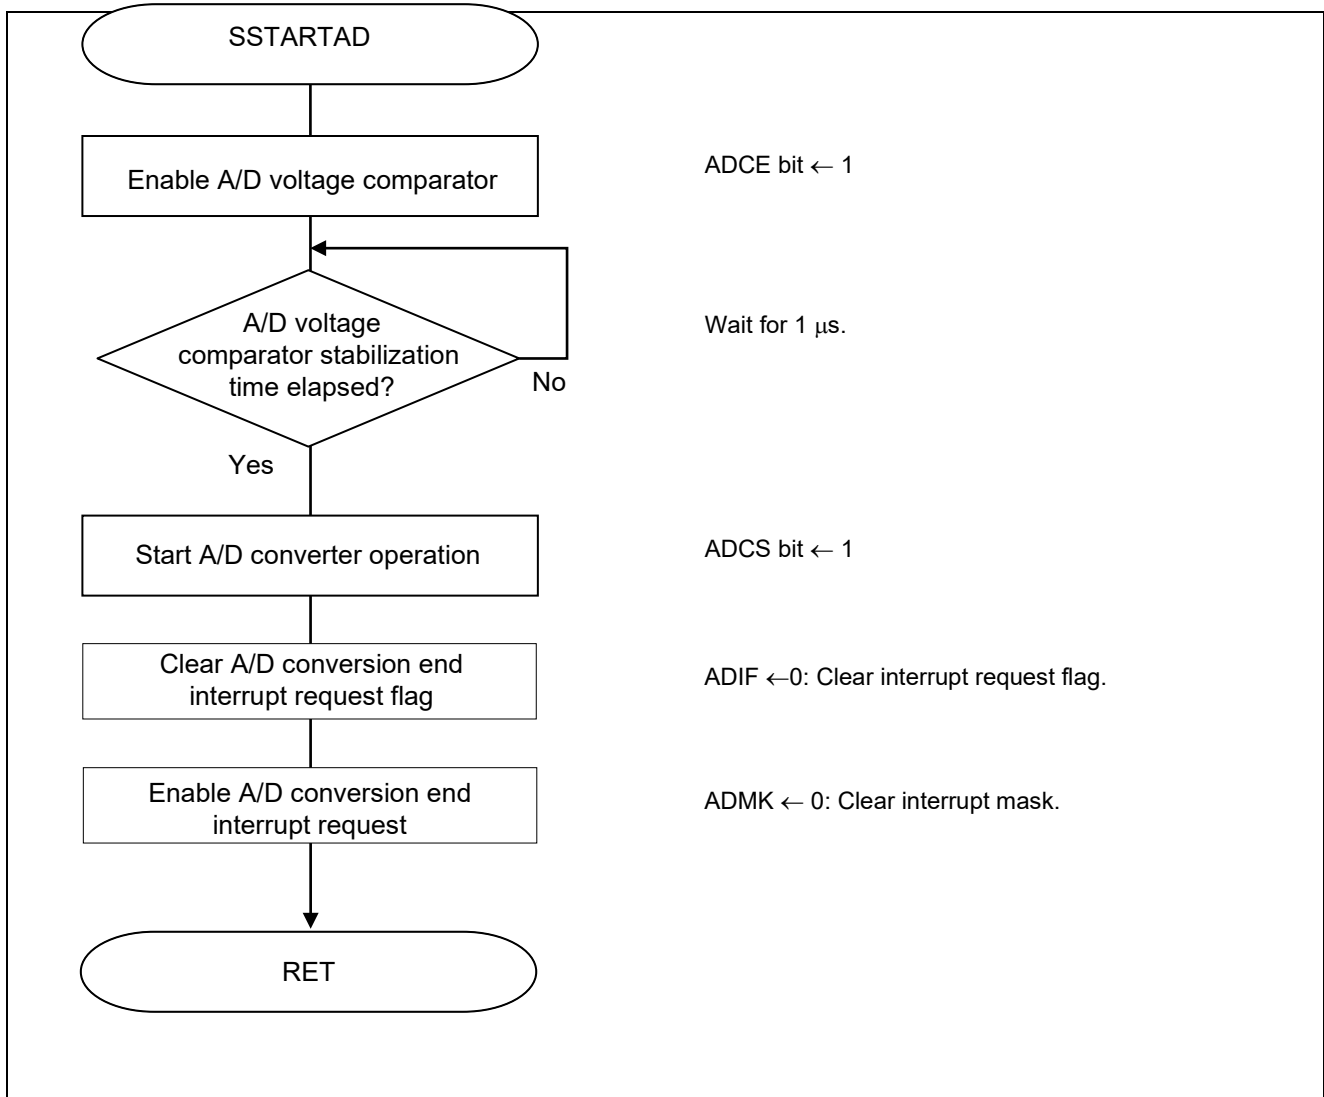 SSTARTAD
Enable A/D voltage comparator
ADCE bit ← 1
A/D voltage
comparator stabilization
time elapsed?
Wait for 1 μs.
No
Yes
Start A/D converter operation
ADCS bit ← 1
Clear A/D conversion end
interrupt request flag
ADIF ←0: Clear interrupt request flag.
Enable A/D conversion end
interrupt request
ADMK ← 0: Clear interrupt mask.
RET